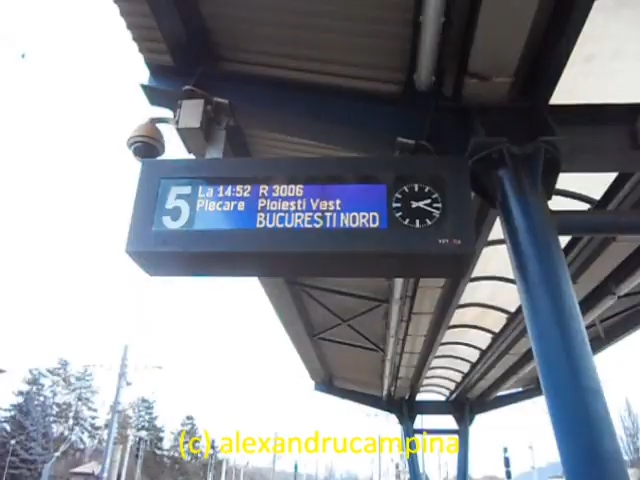 5
La 14:52 R 3006
Plecare Ploiesti Vest
BUCURESTI NORD
(c) alexandrucampina